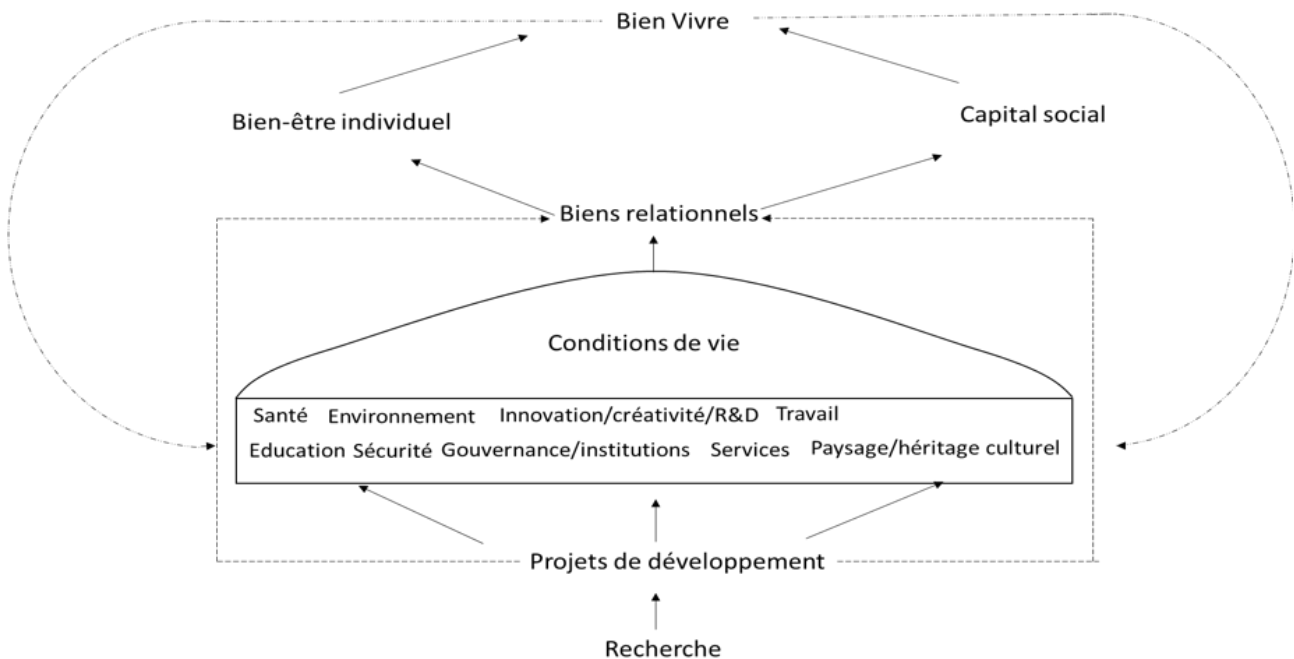 Bien Vivre
Bien-être individuel
Capital social
Biens relationnels
Conditions de vie
Santé Environnement Innovation/créativité/R&D Travail
Education Sécurité Gouvernance/institutions Services Paysage/héritage culturel
Projets de développement
Recherche